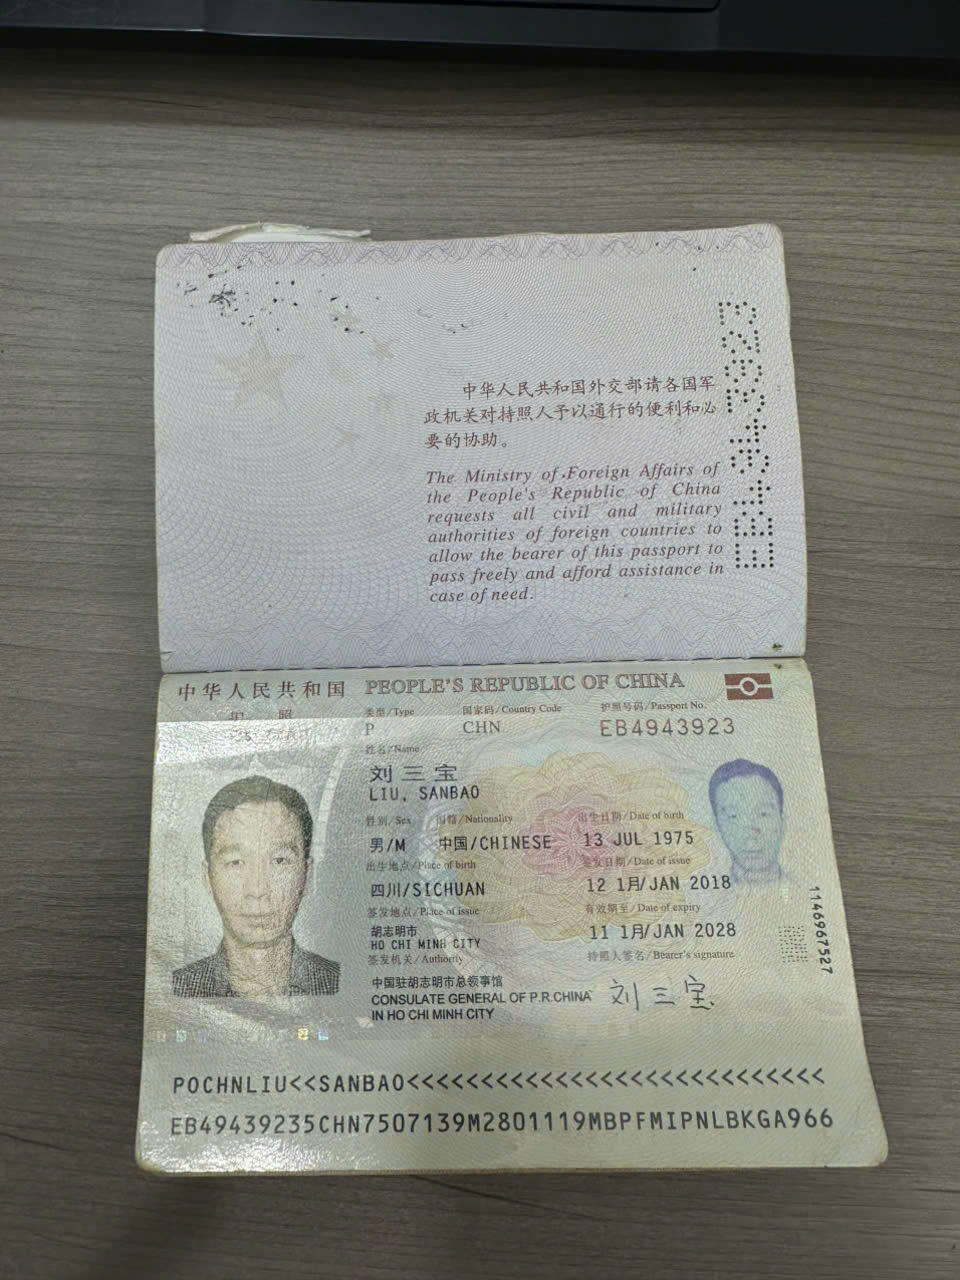 中华人民共和国外交部请各国军
政机关对持照人予以通行的便利和必
要的协助。
The Ministry of Foreign Affairs of
the People's Republic of China
requests all civil and military
authorities of foreign countries to
allow the bearer of this passport to
pass freely and afford assistance in
case of need.
EB4943923
中华人民共和国 PEOPLE'S REPUBLIC OF CHINA
护 照
类型/Type 国家码/Country Code 护照号码/Passport No.
P CHN EB4943923
姓名/Name
刘三宝
LIU, SANBAO
性别/Sex 国籍/Nationality 出生日期/Date of birth
男/M 中国/CHINESE 13 JUL 1975
出生地点/Place of birth 签发日期/Date of issue
四川/SICHUAN 12 1月/JAN 2018
签发地点/Place of issue 有效期至/Date of expiry
胡志明市
HO CHI MINH CITY 11 1月/JAN 2028
签发机关/Authority 持照人签名/Bearer's signature
中国驻胡志明市总领事馆
CONSULATE GENERAL OF P.R.CHINA
IN HO CHI MINH CITY
刘三宝
1146967527
POCHNLIU<<SANBAO<<<<<<<<<<<<<<<<<<<<<<<<<<<<
EB49439235CHN7507139M2801119MBPFMIPNLBKGA966